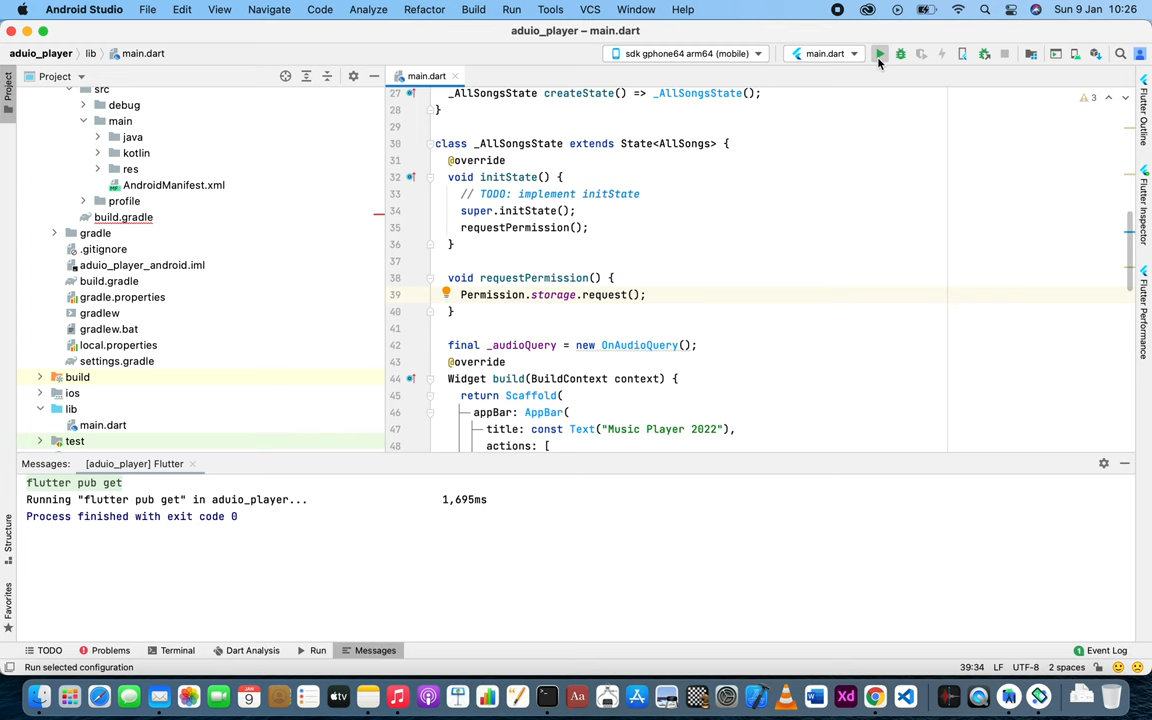 Android Studio File Edit View Navigate Code Analyze Refactor Build Run Tools VCS Window Help Sun 9 Jan 10:26
aduio_player – main.dart
aduio_player lib main.dart sdk gphone64 arm64 (mobile) main.dart
Project main.dart
src
debug
main
java
kotlin
res
AndroidManifest.xml
profile
build.gradle
gradle
.gitignore
aduio_player_android.iml
build.gradle
gradle.properties
gradlew
gradlew.bat
local.properties
settings.gradle
build
ios
lib
main.dart
test
27 _AllSongsState createState() => _AllSongsState();
28 }
29
30 class _AllSongsState extends State<AllSongs> {
31 @override
32 void initState() {
33 // TODO: implement initState
34 super.initState();
35 requestPermission();
36 }
37
38 void requestPermission() {
39 Permission.storage.request();
40 }
41
42 final _audioQuery = new OnAudioQuery();
43 @override
44 Widget build(BuildContext context) {
45 return Scaffold(
46 appBar: AppBar(
47 title: const Text("Music Player 2022"),
48 actions: [
3
Project
Structure
Favorites
Flutter Outline
Flutter Inspector
Flutter Performance
Messages: [aduio_player] Flutter
flutter pub get
Running "flutter pub get" in aduio_player... 1,695ms
Process finished with exit code 0
TODO Problems Terminal Dart Analysis Run Messages 1 Event Log
Run selected configuration 39:34 LF UTF-8 2 spaces